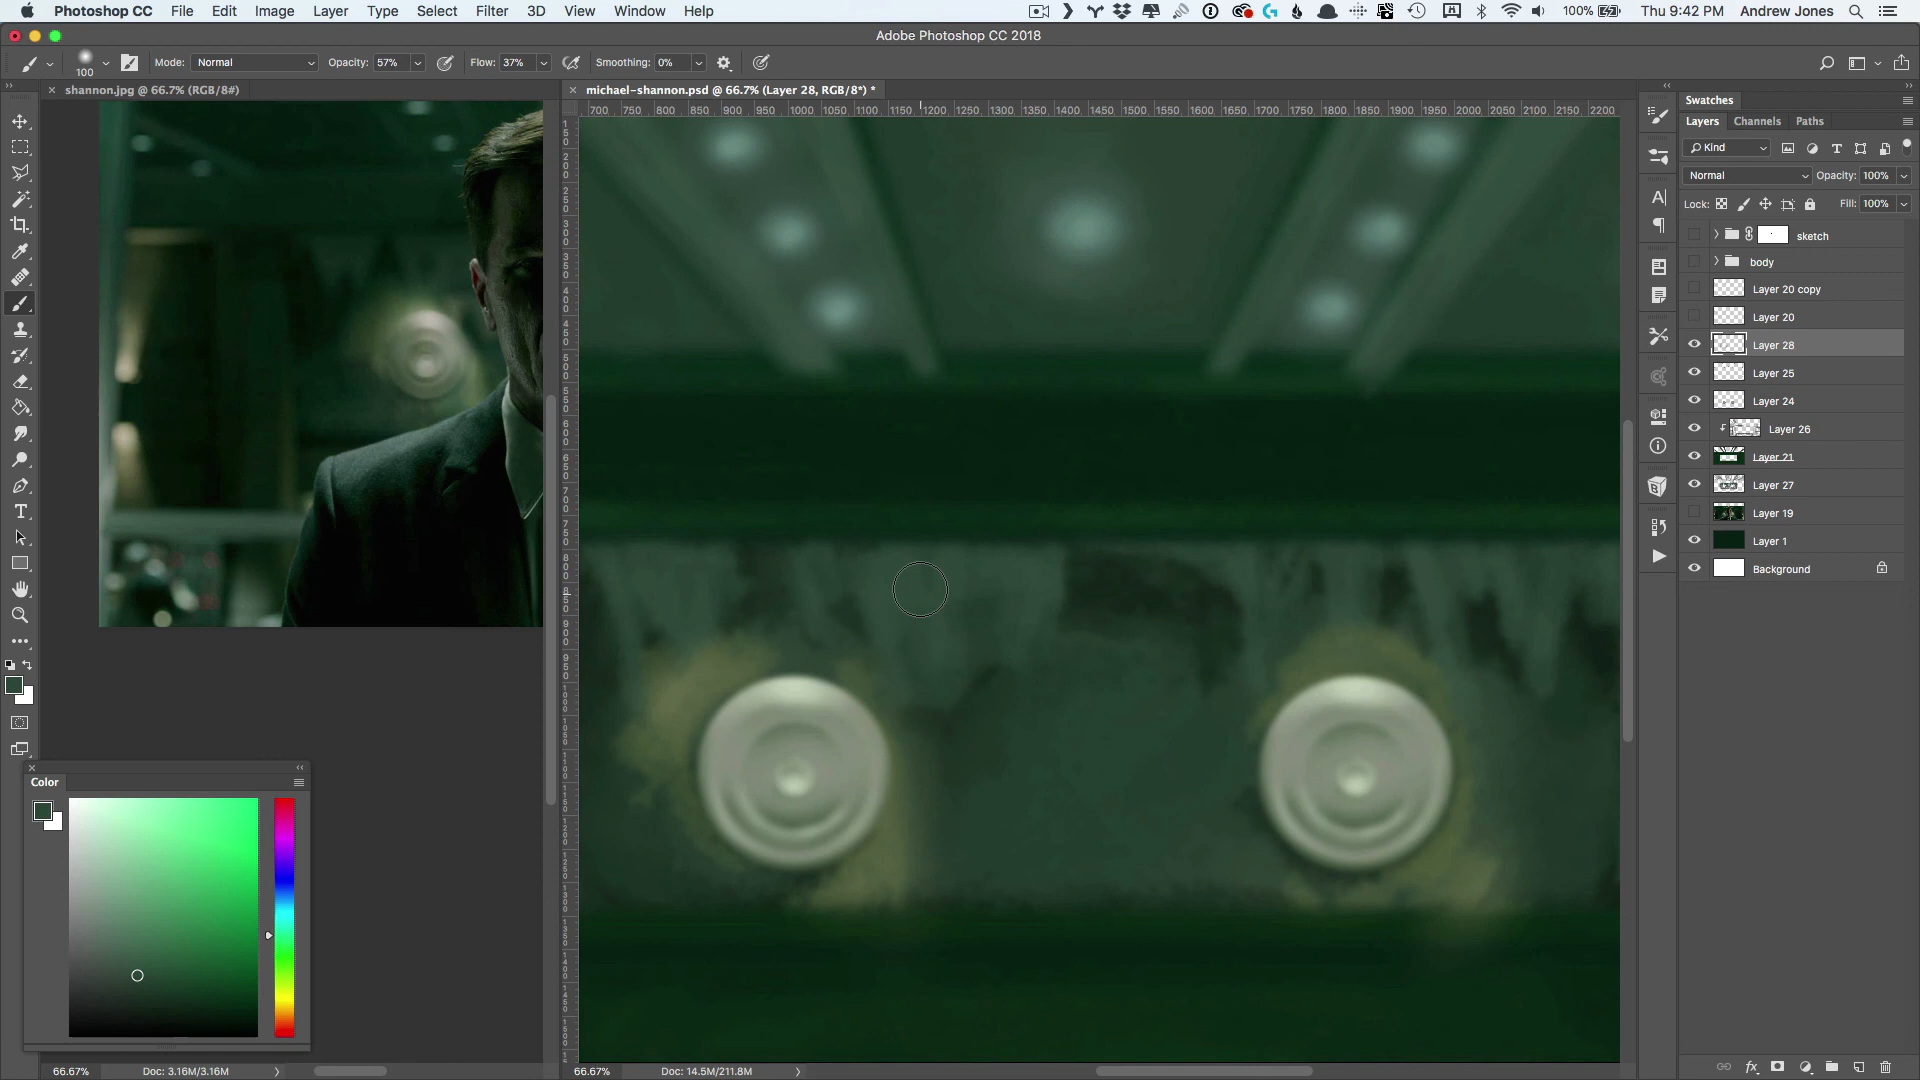 Photoshop CC File Edit Image Layer Type Select Filter 3D View Window Help 100% Thu 9:42 PM Andrew Jones
Adobe Photoshop CC 2018
100 Mode: Normal Opacity: 57% Flow: 37% Smoothing: 0%
shannon.jpg @ 66.7% (RGB/8#)
michael-shannon.psd @ 66.7% (Layer 28, RGB/8*) *
700 750 800 850 900 950 1000 1050 1100 1150 1200 1250 1300 1350 1400 1450 1500 1550 1600 1650 1700 1750 1800 1850 1900 1950 2000 2050 2100 2150 2200
Swatches
Layers Channels Paths
Kind
Normal Opacity: 100%
Lock: Fill: 100%
sketch
body
Layer 20 copy
Layer 20
Layer 28
Layer 25
Layer 24
Layer 26
Layer 21
Layer 27
Layer 19
Layer 1
Background
Color
66.67% Doc: 3.16M/3.16M
66.67% Doc: 14.5M/211.8M